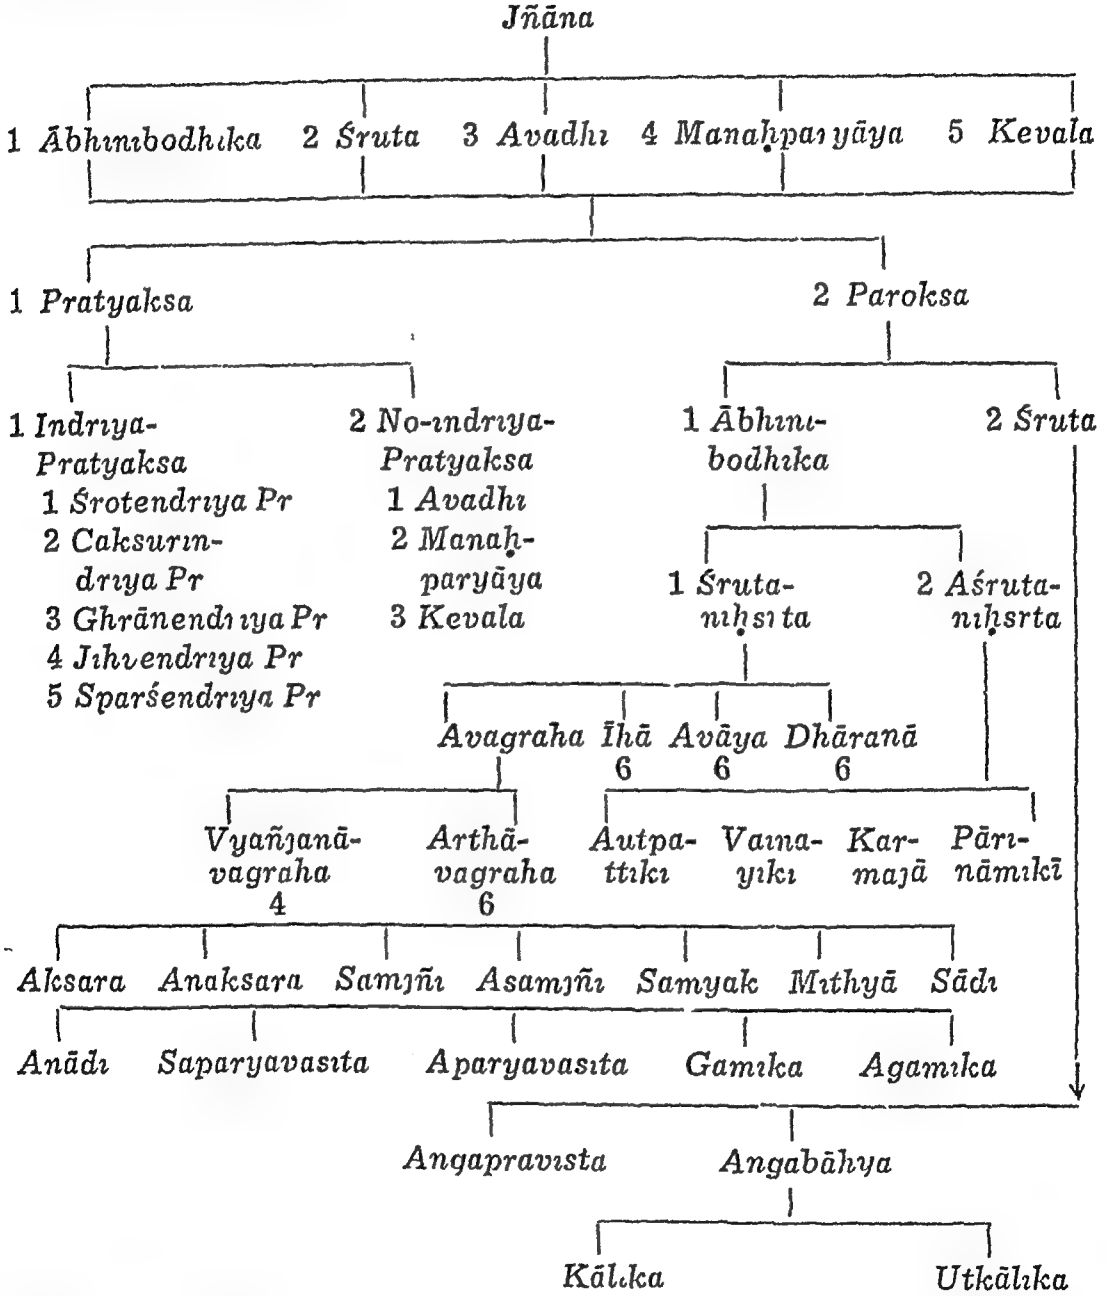 Jñāna
1 Ābhinibodhika 2 Śruta 3 Avadhi 4 Manaḥparyāya 5 Kevala
1 Pratyaksa 2 Paroksa
1 Indriya- 2 No-indriya- 1 Ābhini- 2 Śruta
Pratyaksa Pratyaksa bodhika
1 Śrotendriya Pr 1 Avadhi
2 Caksurin- 2 Manaḥ-
driya Pr paryāya 1 Śruta- 2 Aśruta-
3 Ghrānendriya Pr 3 Kevala niḥsita niḥsrta
4 Jihvendriya Pr
5 Sparśendriya Pr
Avagraha Īhā Avāya Dhāranā
6 6 6
Vyañjanā- Arthā- Autpa- Vaina- Kar- Pāri-
vagraha vagraha ttiki yiki majā nāmikī
4 6
Aksara Anaksara Samjñi Asamjñi Samyak Mithyā Sādi
Anādi Saparyavasita Aparyavasita Gamika Agamika
Angapravista Angabāhya
Kālika Utkālika